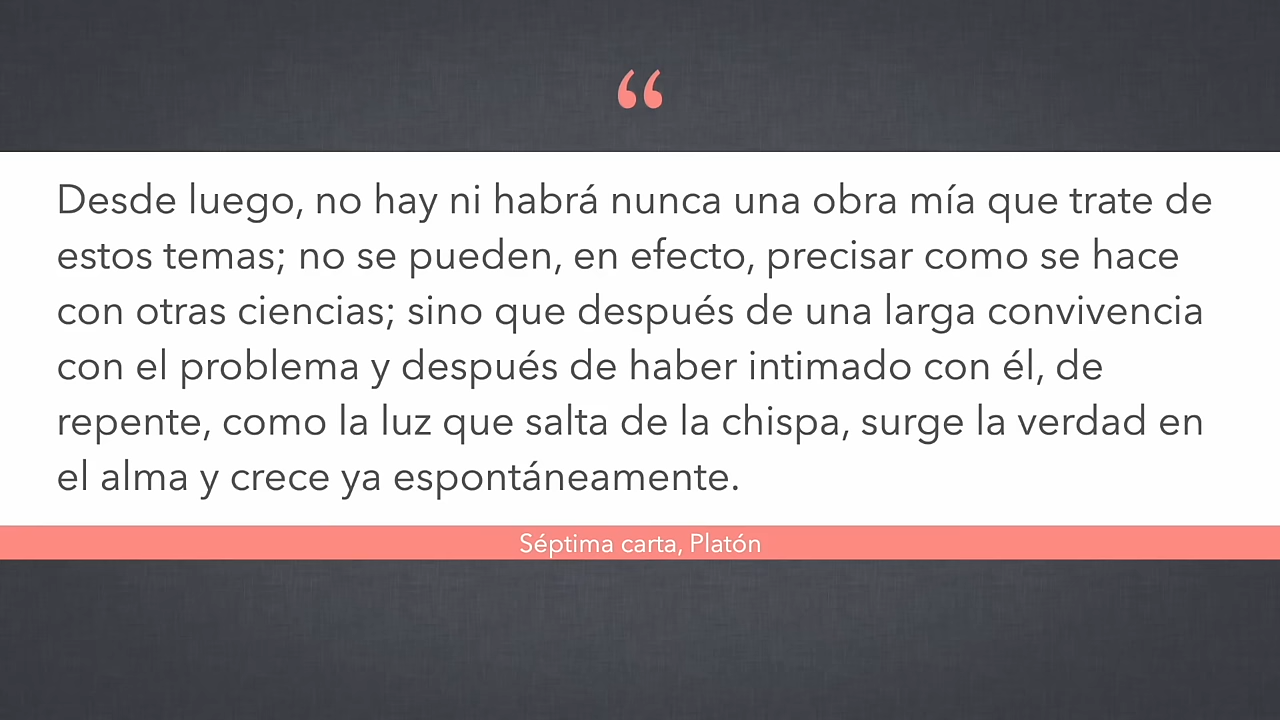 “
Desde luego, no hay ni habrá nunca una obra mía que trate de
estos temas; no se pueden, en efecto, precisar como se hace
con otras ciencias; sino que después de una larga convivencia
con el problema y después de haber intimado con él, de
repente, como la luz que salta de la chispa, surge la verdad en
el alma y crece ya espontáneamente.
Séptima carta, Platón